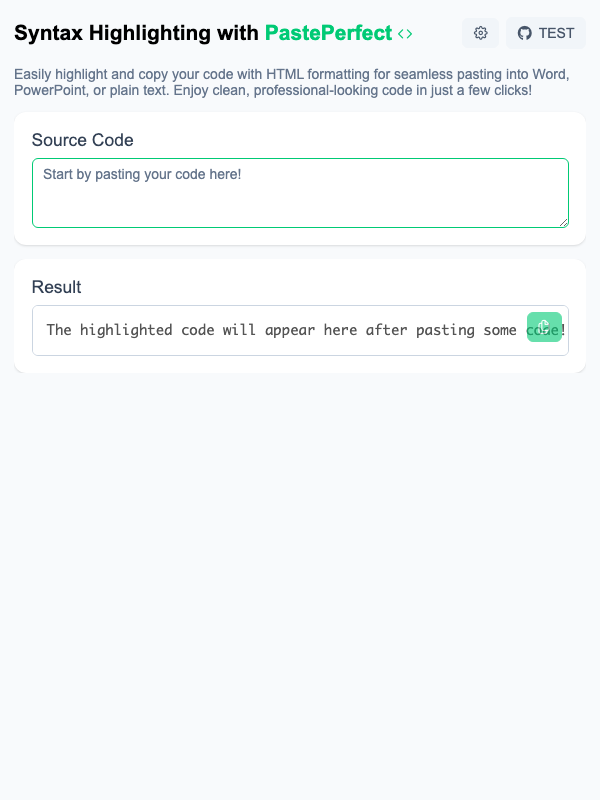 Syntax Highlighting with PastePerfect <>
TEST
Easily highlight and copy your code with HTML formatting for seamless pasting into Word,
PowerPoint, or plain text. Enjoy clean, professional-looking code in just a few clicks!
Source Code
Start by pasting your code here!
Result
The highlighted code will appear here after pasting some code!